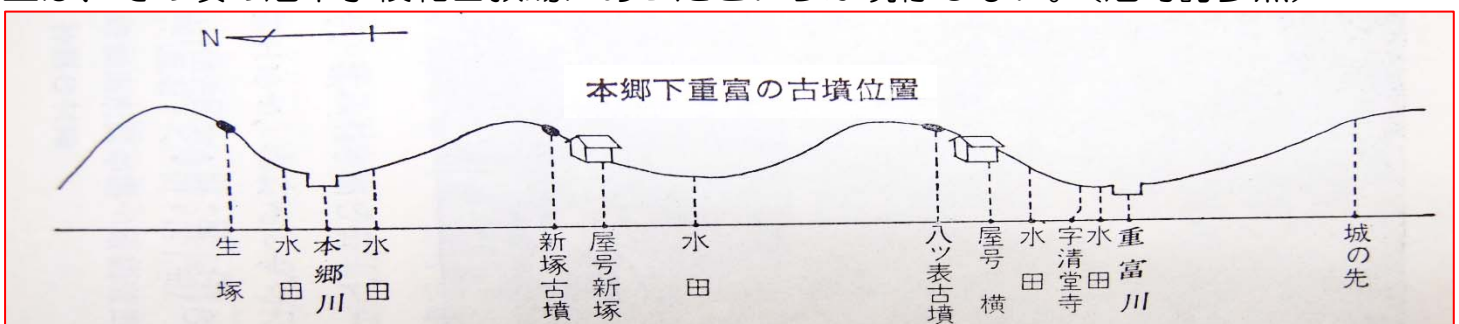 N
本郷下重富の古墳位置
生塚
水田
本郷川
水田
新塚古墳
屋号新塚
水田
八ツ表古墳
屋号横
水田
字清堂寺
水田
重富川
城の先